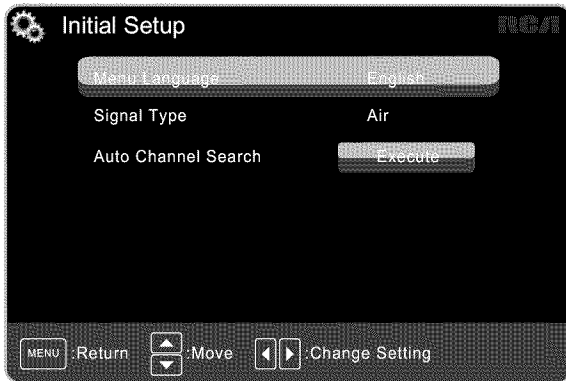 Initial Setup RCA
Menu Language English
Signal Type Air
Auto Channel Search Execute
MENU :Return :Move :Change Setting